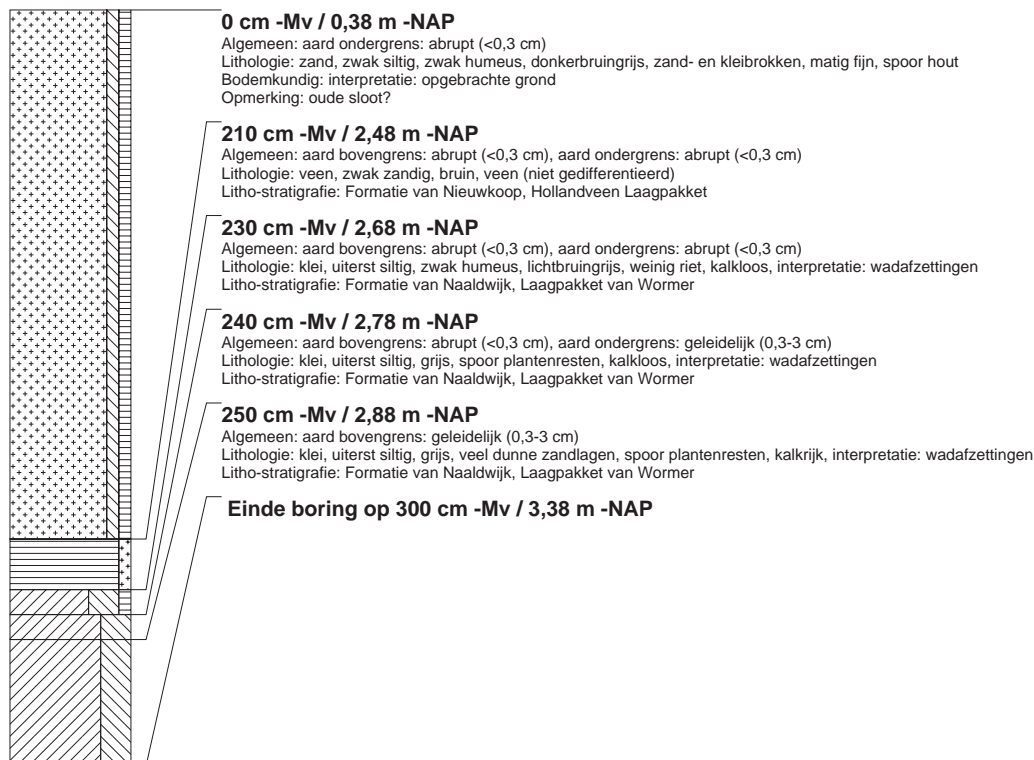 0 cm -Mv / 0,38 m -NAP
Algemeen: aard ondergrens: abrupt (<0,3 cm)
Lithologie: zand, zwak siltig, zwak humeus, donkerbruingrijs, zand- en kleibrokken, matig fijn, spoor hout
Bodemkundig: interpretatie: opgebrachte grond
Opmerking: oude sloot?
210 cm -Mv / 2,48 m -NAP
Algemeen: aard bovengrens: abrupt (<0,3 cm), aard ondergrens: abrupt (<0,3 cm)
Lithologie: veen, zwak zandig, bruin, veen (niet gedifferentieerd)
Litho-stratigrafie: Formatie van Nieuwkoop, Hollandveen Laagpakket
230 cm -Mv / 2,68 m -NAP
Algemeen: aard bovengrens: abrupt (<0,3 cm), aard ondergrens: abrupt (<0,3 cm)
Lithologie: klei, uiterst siltig, zwak humeus, lichtbruingrijs, weinig riet, kalkloos, interpretatie: wadafzettingen
Litho-stratigrafie: Formatie van Naaldwijk, Laagpakket van Wormer
240 cm -Mv / 2,78 m -NAP
Algemeen: aard bovengrens: abrupt (<0,3 cm), aard ondergrens: geleidelijk (0,3-3 cm)
Lithologie: klei, uiterst siltig, grijs, spoor plantenresten, kalkloos, interpretatie: wadafzettingen
Litho-stratigrafie: Formatie van Naaldwijk, Laagpakket van Wormer
250 cm -Mv / 2,88 m -NAP
Algemeen: aard bovengrens: geleidelijk (0,3-3 cm)
Lithologie: klei, uiterst siltig, grijs, veel dunne zandlagen, spoor plantenresten, kalkrijk, interpretatie: wadafzettingen
Litho-stratigrafie: Formatie van Naaldwijk, Laagpakket van Wormer
Einde boring op 300 cm -Mv / 3,38 m -NAP